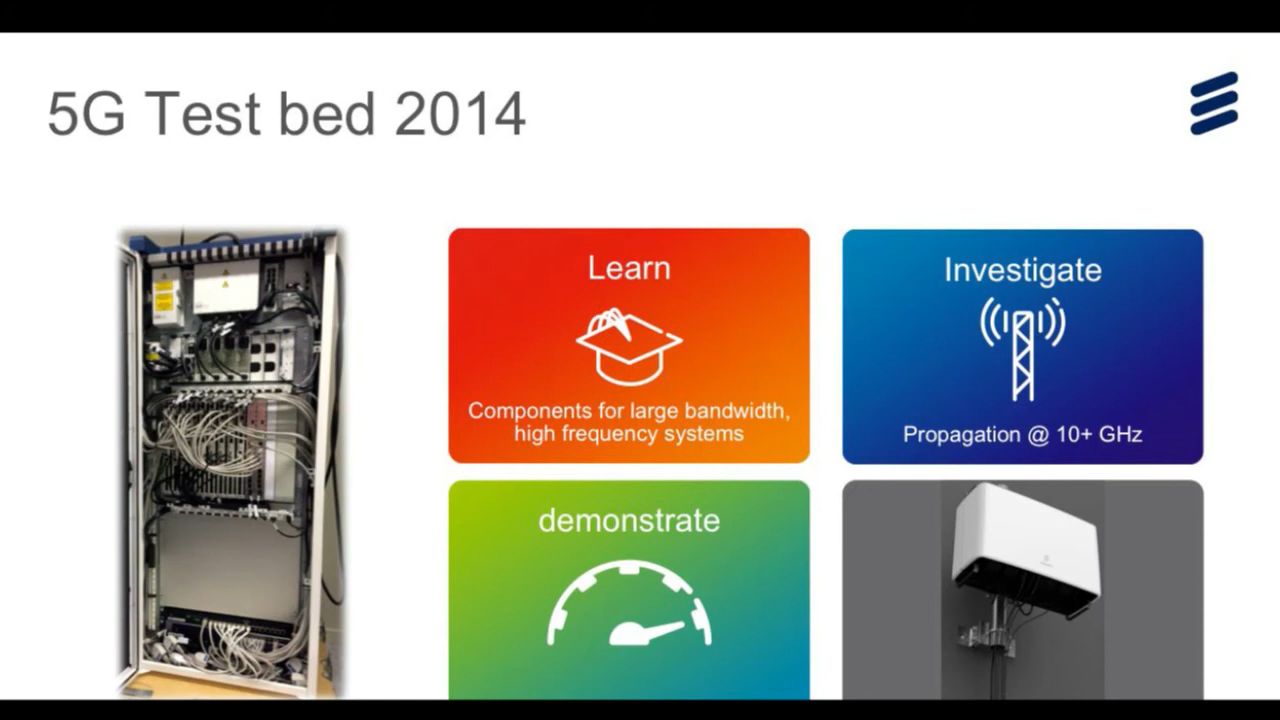 5G Test bed 2014
Learn
Components for large bandwidth,
high frequency systems
Investigate
Propagation @ 10+ GHz
demonstrate